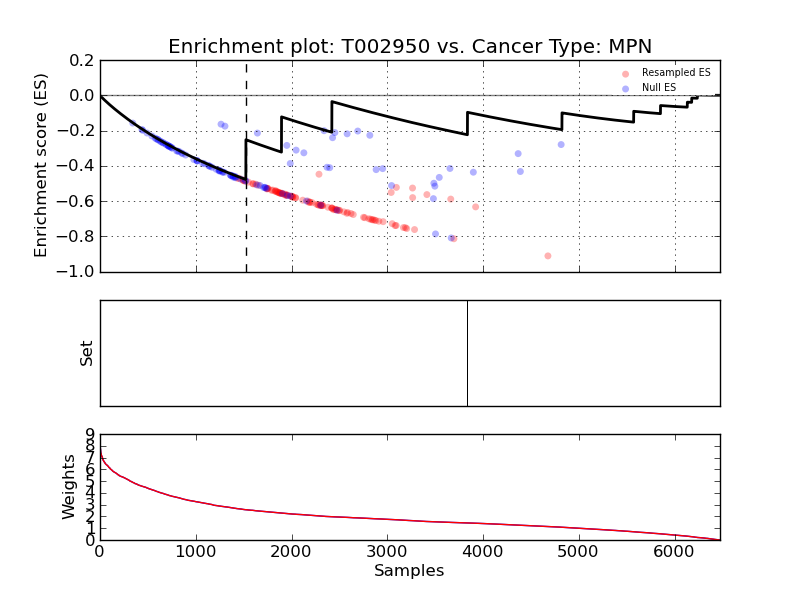 Enrichment plot: T002950 vs. Cancer Type: MPN
0.2
0.0
−0.2
−0.4
−0.6
−0.8
−1.0
Enrichment score (ES)
Resampled ES
Null ES
Set
9
8
7
6
5
4
3
2
1
0
Weights
0 1000 2000 3000 4000 5000 6000
Samples